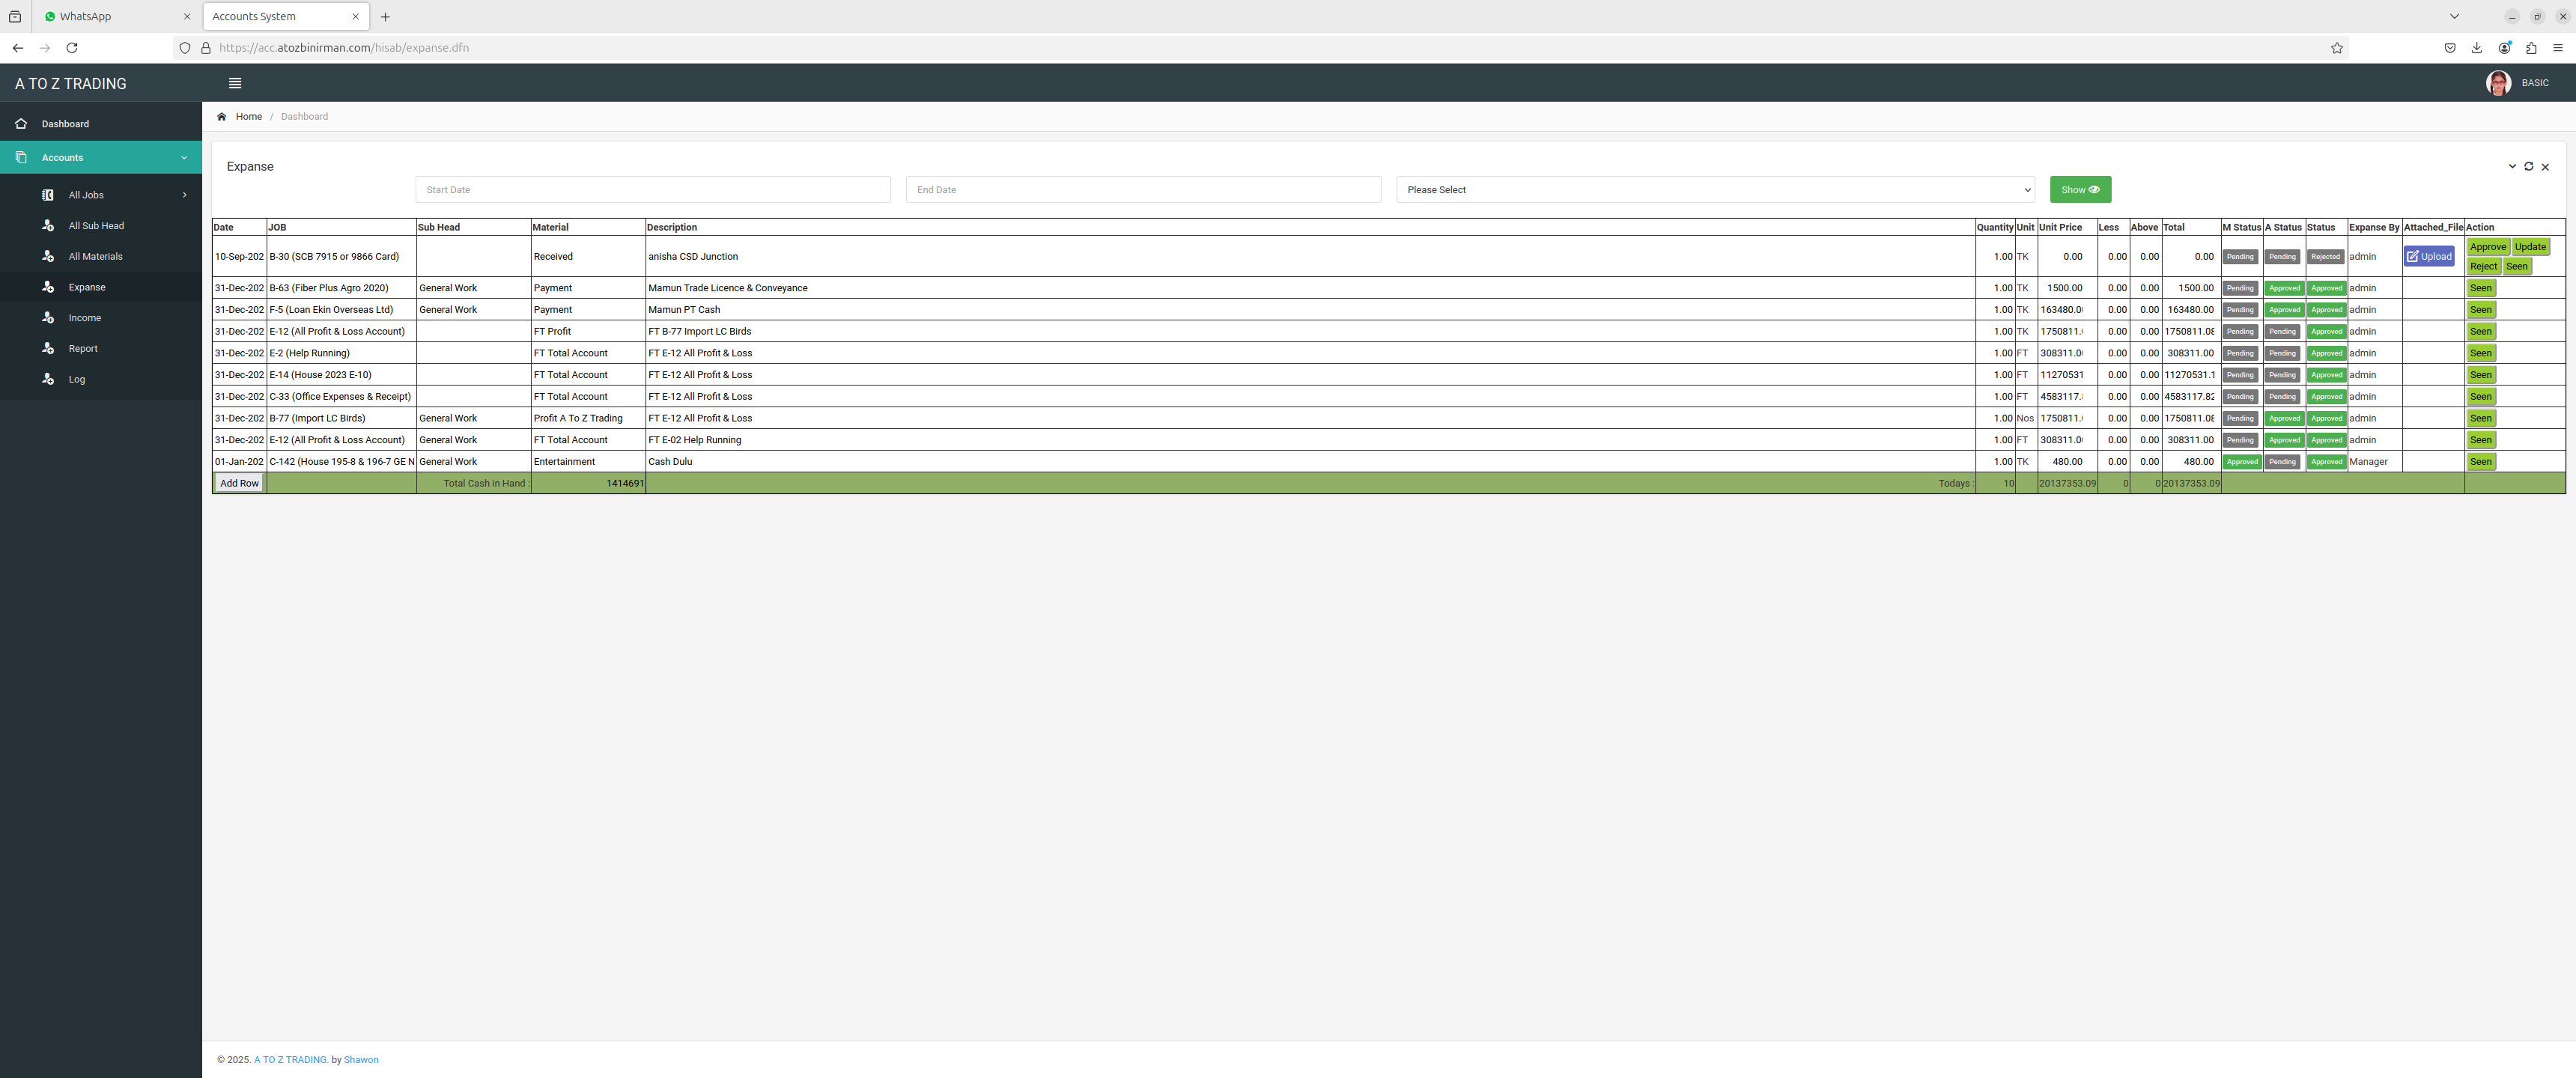 WhatsApp
Accounts System
https://acc.atozbinirman.com/hisab/expanse.dfn
A TO Z TRADING
BASIC
Dashboard
Accounts
All Jobs
All Sub Head
All Materials
Expanse
Income
Report
Log
Home / Dashboard
Expanse
Start Date End Date Please Select Show
Date JOB Sub Head Material Description Quantity Unit Unit Price Less Above Total M Status A Status Status Expanse By Attached_File Action
10-Sep-202 B-30 (SCB 7915 or 9866 Card) Received anisha CSD Junction 1.00 TK 0.00 0.00 0.00 0.00 Pending Pending Rejected admin Upload Approve Update
Reject Seen
31-Dec-202 B-63 (Fiber Plus Agro 2020) General Work Payment Mamun Trade Licence & Conveyance 1.00 TK 1500.00 0.00 0.00 1500.00 Pending Approved Approved admin Seen
31-Dec-202 F-5 (Loan Ekin Overseas Ltd) General Work Payment Mamun PT Cash 1.00 TK 163480.0 0.00 0.00 163480.00 Pending Approved Approved admin Seen
31-Dec-202 E-12 (All Profit & Loss Account) FT Profit FT B-77 Import LC Birds 1.00 TK 1750811. 0.00 0.00 1750811.08 Pending Pending Approved admin Seen
31-Dec-202 E-2 (Help Running) FT Total Account FT E-12 All Profit & Loss 1.00 FT 308311.0 0.00 0.00 308311.00 Pending Pending Approved admin Seen
31-Dec-202 E-14 (House 2023 E-10) FT Total Account FT E-12 All Profit & Loss 1.00 FT 11270531 0.00 0.00 11270531.1 Pending Pending Approved admin Seen
31-Dec-202 C-33 (Office Expenses & Receipt) FT Total Account FT E-12 All Profit & Loss 1.00 FT 4583117. 0.00 0.00 4583117.82 Pending Pending Approved admin Seen
31-Dec-202 B-77 (Import LC Birds) General Work Profit A To Z Trading FT E-12 All Profit & Loss 1.00 Nos 1750811. 0.00 0.00 1750811.08 Pending Approved Approved admin Seen
31-Dec-202 E-12 (All Profit & Loss Account) General Work FT Total Account FT E-02 Help Running 1.00 FT 308311.0 0.00 0.00 308311.00 Pending Approved Approved admin Seen
01-Jan-202 C-142 (House 195-8 & 196-7 GE N General Work Entertainment Cash Dulu 1.00 TK 480.00 0.00 0.00 480.00 Approved Pending Approved Manager Seen
Add Row Total Cash in Hand : 1414691 Todays : 10 20137353.09 0 0 20137353.09
© 2025. A TO Z TRADING. by Shawon